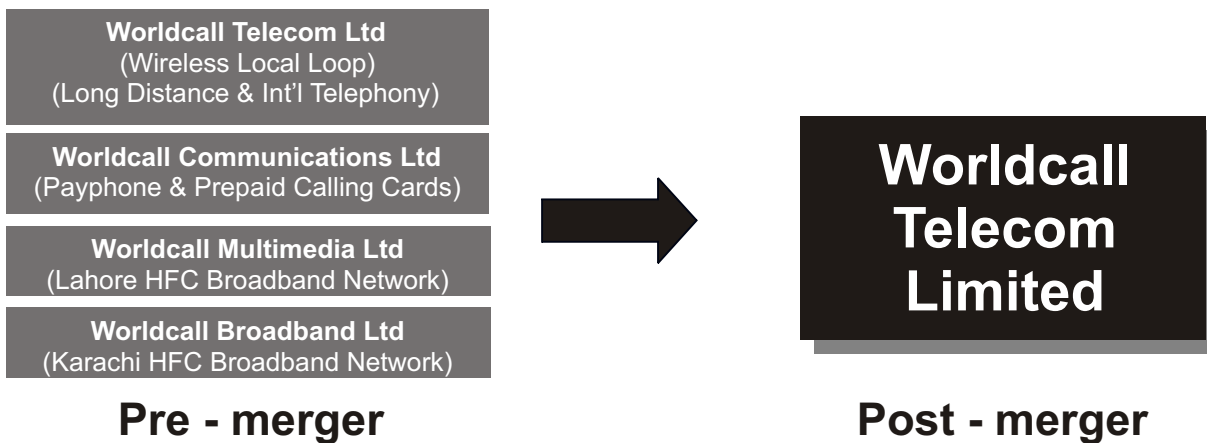 Worldcall Telecom Ltd
(Wireless Local Loop)
(Long Distance & Int'l Telephony)
Worldcall Communications Ltd
(Payphone & Prepaid Calling Cards)
Worldcall Multimedia Ltd
(Lahore HFC Broadband Network)
Worldcall Broadband Ltd
(Karachi HFC Broadband Network)
Pre - merger
Worldcall
Telecom
Limited
Post - merger